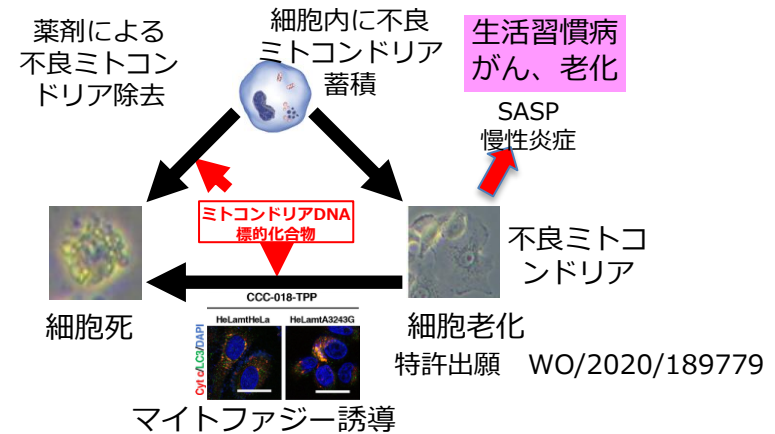 薬剤による
不良ミトコン
ドリア除去
細胞内に不良
ミトコンドリア
蓄積
生活習慣病
がん、老化
SASP
慢性炎症
ミトコンドリアDNA
標的化合物
不良ミトコ
ンドリア
CCC-018-TPP
HeLamtHeLa
HeLamtA3243G
Cyt c/LC3/DAPI
細胞死
細胞老化
特許出願 WO/2020/189779
マイトファジー誘導